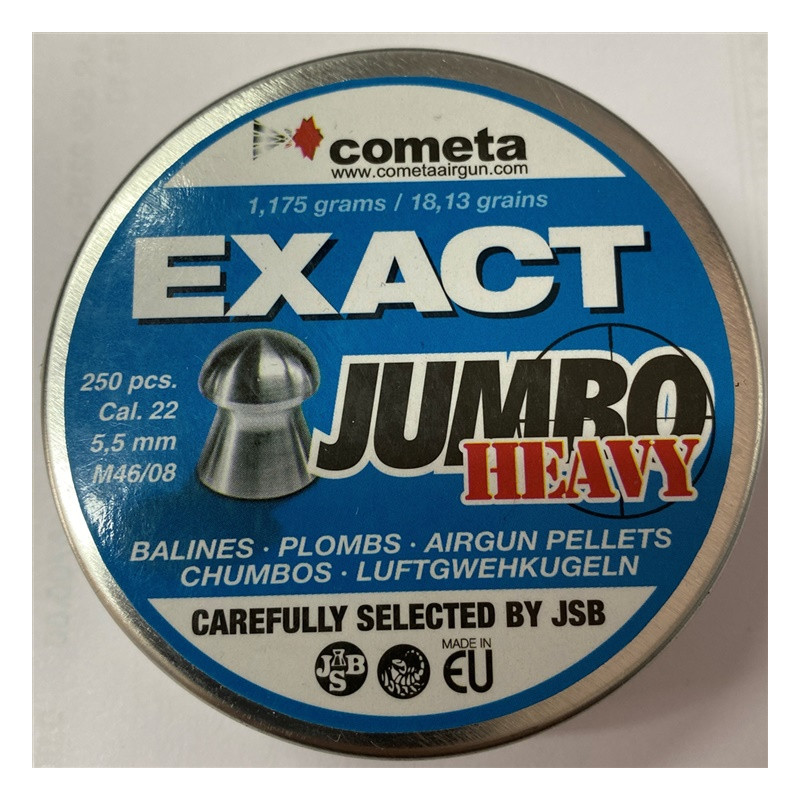 cometa
www.cometaairgun.com
1,175 grams / 18,13 grains
EXACT
JUMBO
HEAVY
250 pcs.
Cal. 22
5,5 mm
M46/08
BALINES · PLOMBS · AIRGUN PELLETS
CHUMBOS · LUFTGWEHKUGELN
CAREFULLY SELECTED BY JSB
JSB
MADE IN
EU